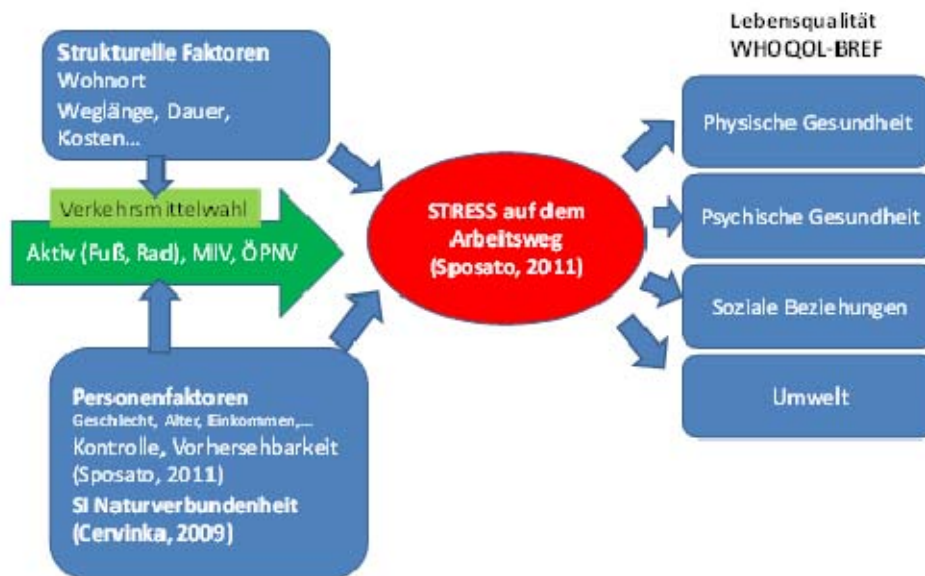 Lebensqualität
WHOQOL-BREF
Strukturelle Faktoren
Wohnort
Weglänge, Dauer,
Kosten...
Verkehrsmittelwahl
Aktiv (Fuß, Rad), MIV, ÖPNV
Personenfaktoren
Geschlecht, Alter, Einkommen,...
Kontrolle, Vorhersehbarkeit
(Sposato, 2011)
SI Naturverbundenheit
(Cervinka, 2009)
STRESS auf dem
Arbeitsweg
(Sposato, 2011)
Physische Gesundheit
Psychische Gesundheit
Soziale Beziehungen
Umwelt